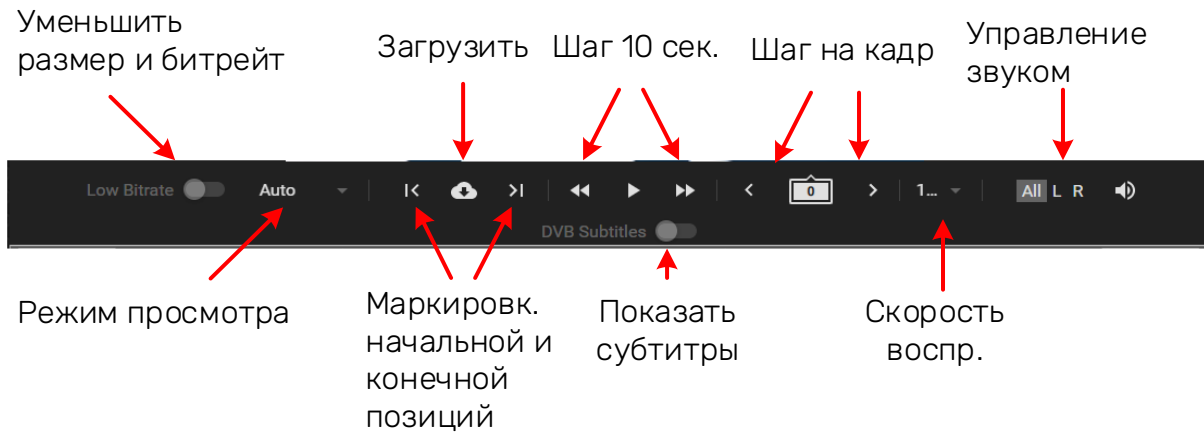 Уменьшить
размер и битрейт
Загрузить
Шаг 10 сек.
Шаг на кадр
Управление
звуком
Low Bitrate
Auto
0
1...
All L R
DVB Subtitles
Режим просмотра
Маркировк.
начальной и
конечной
позиций
Показать
субтитры
Скорость
воспр.